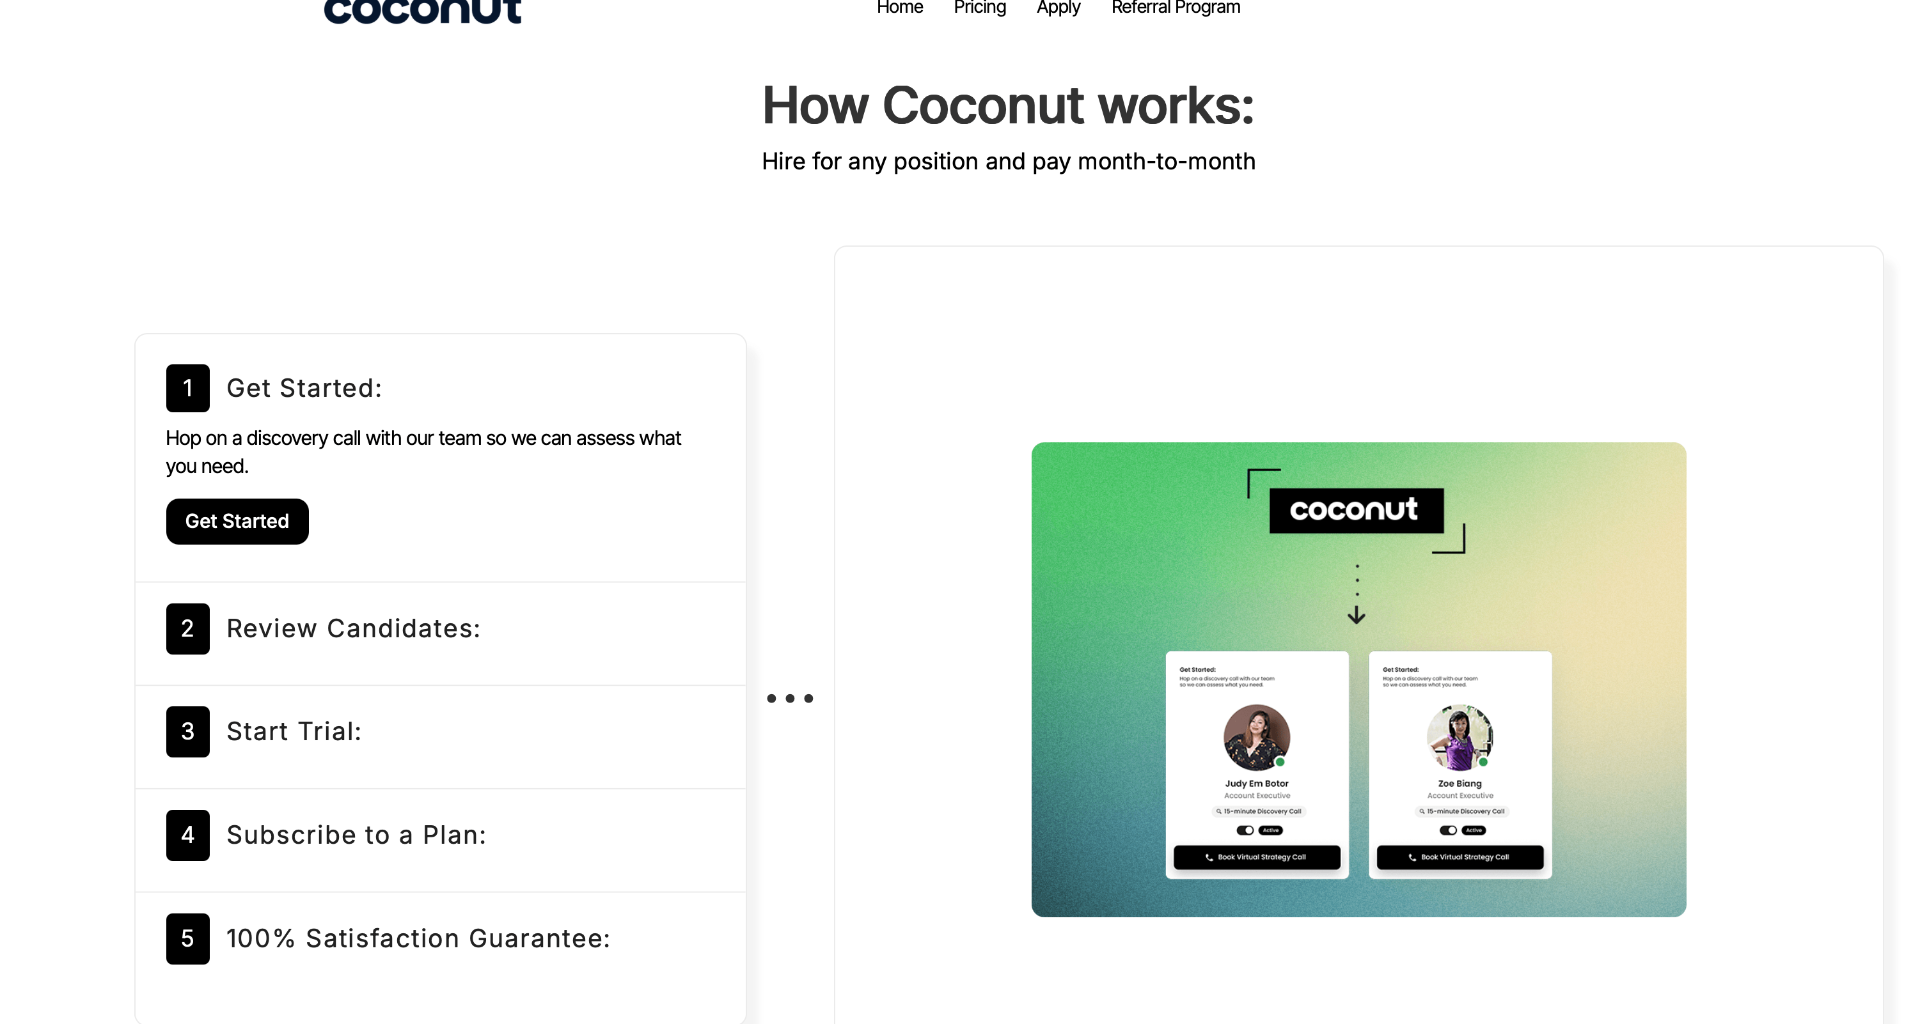 coconut
Home Pricing Apply Referral Program
How Coconut works:
Hire for any position and pay month-to-month
1 Get Started:
Hop on a discovery call with our team so we can assess what
you need.
Get Started
2 Review Candidates:
3 Start Trial:
4 Subscribe to a Plan:
5 100% Satisfaction Guarantee:
coconut
Get Started:
Hop on a discovery call with our team
so we can assess what you need.
Judy Em Botor
Account Executive
15-minute Discovery Call
Active
Book Virtual Strategy Call
Get Started:
Hop on a discovery call with our team
so we can assess what you need.
Zoe Biang
Account Executive
15-minute Discovery Call
Active
Book Virtual Strategy Call